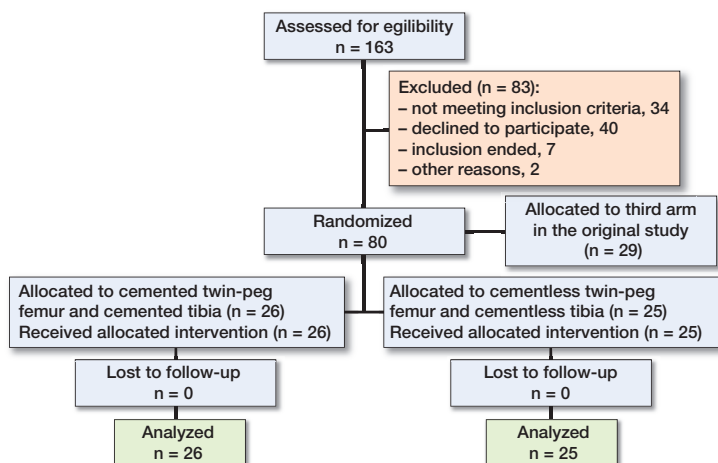 Assessed for egilibility
n = 163
Excluded (n = 83):
– not meeting inclusion criteria, 34
– declined to participate, 40
– inclusion ended, 7
– other reasons, 2
Randomized
n = 80
Allocated to third arm
in the original study
(n = 29)
Allocated to cemented twin-peg
femur and cemented tibia (n = 26)
Received allocated intervention (n = 26)
Allocated to cementless twin-peg
femur and cementless tibia (n = 25)
Received allocated intervention (n = 25)
Lost to follow-up
n = 0
Lost to follow-up
n = 0
Analyzed
n = 26
Analyzed
n = 25